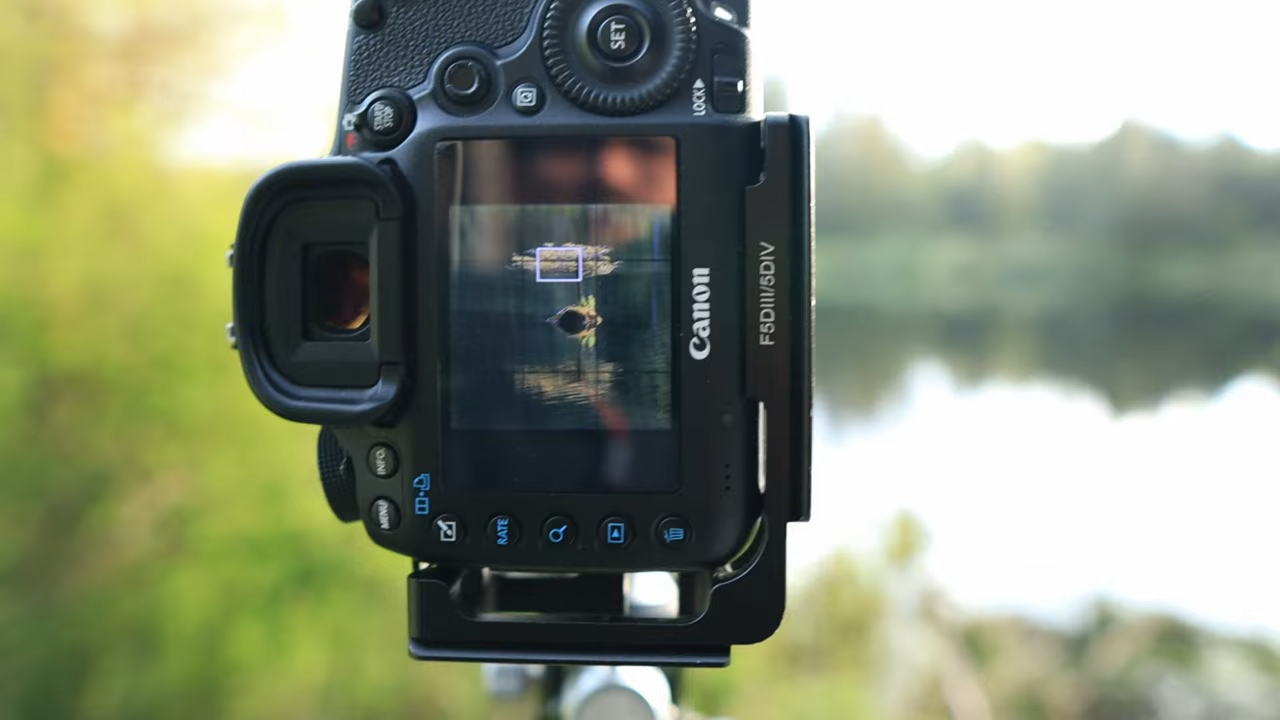 SET
Q
START/
STOP
LOCK▶
Canon
F5DIII/5DIV
INFO.
MENU
RATE